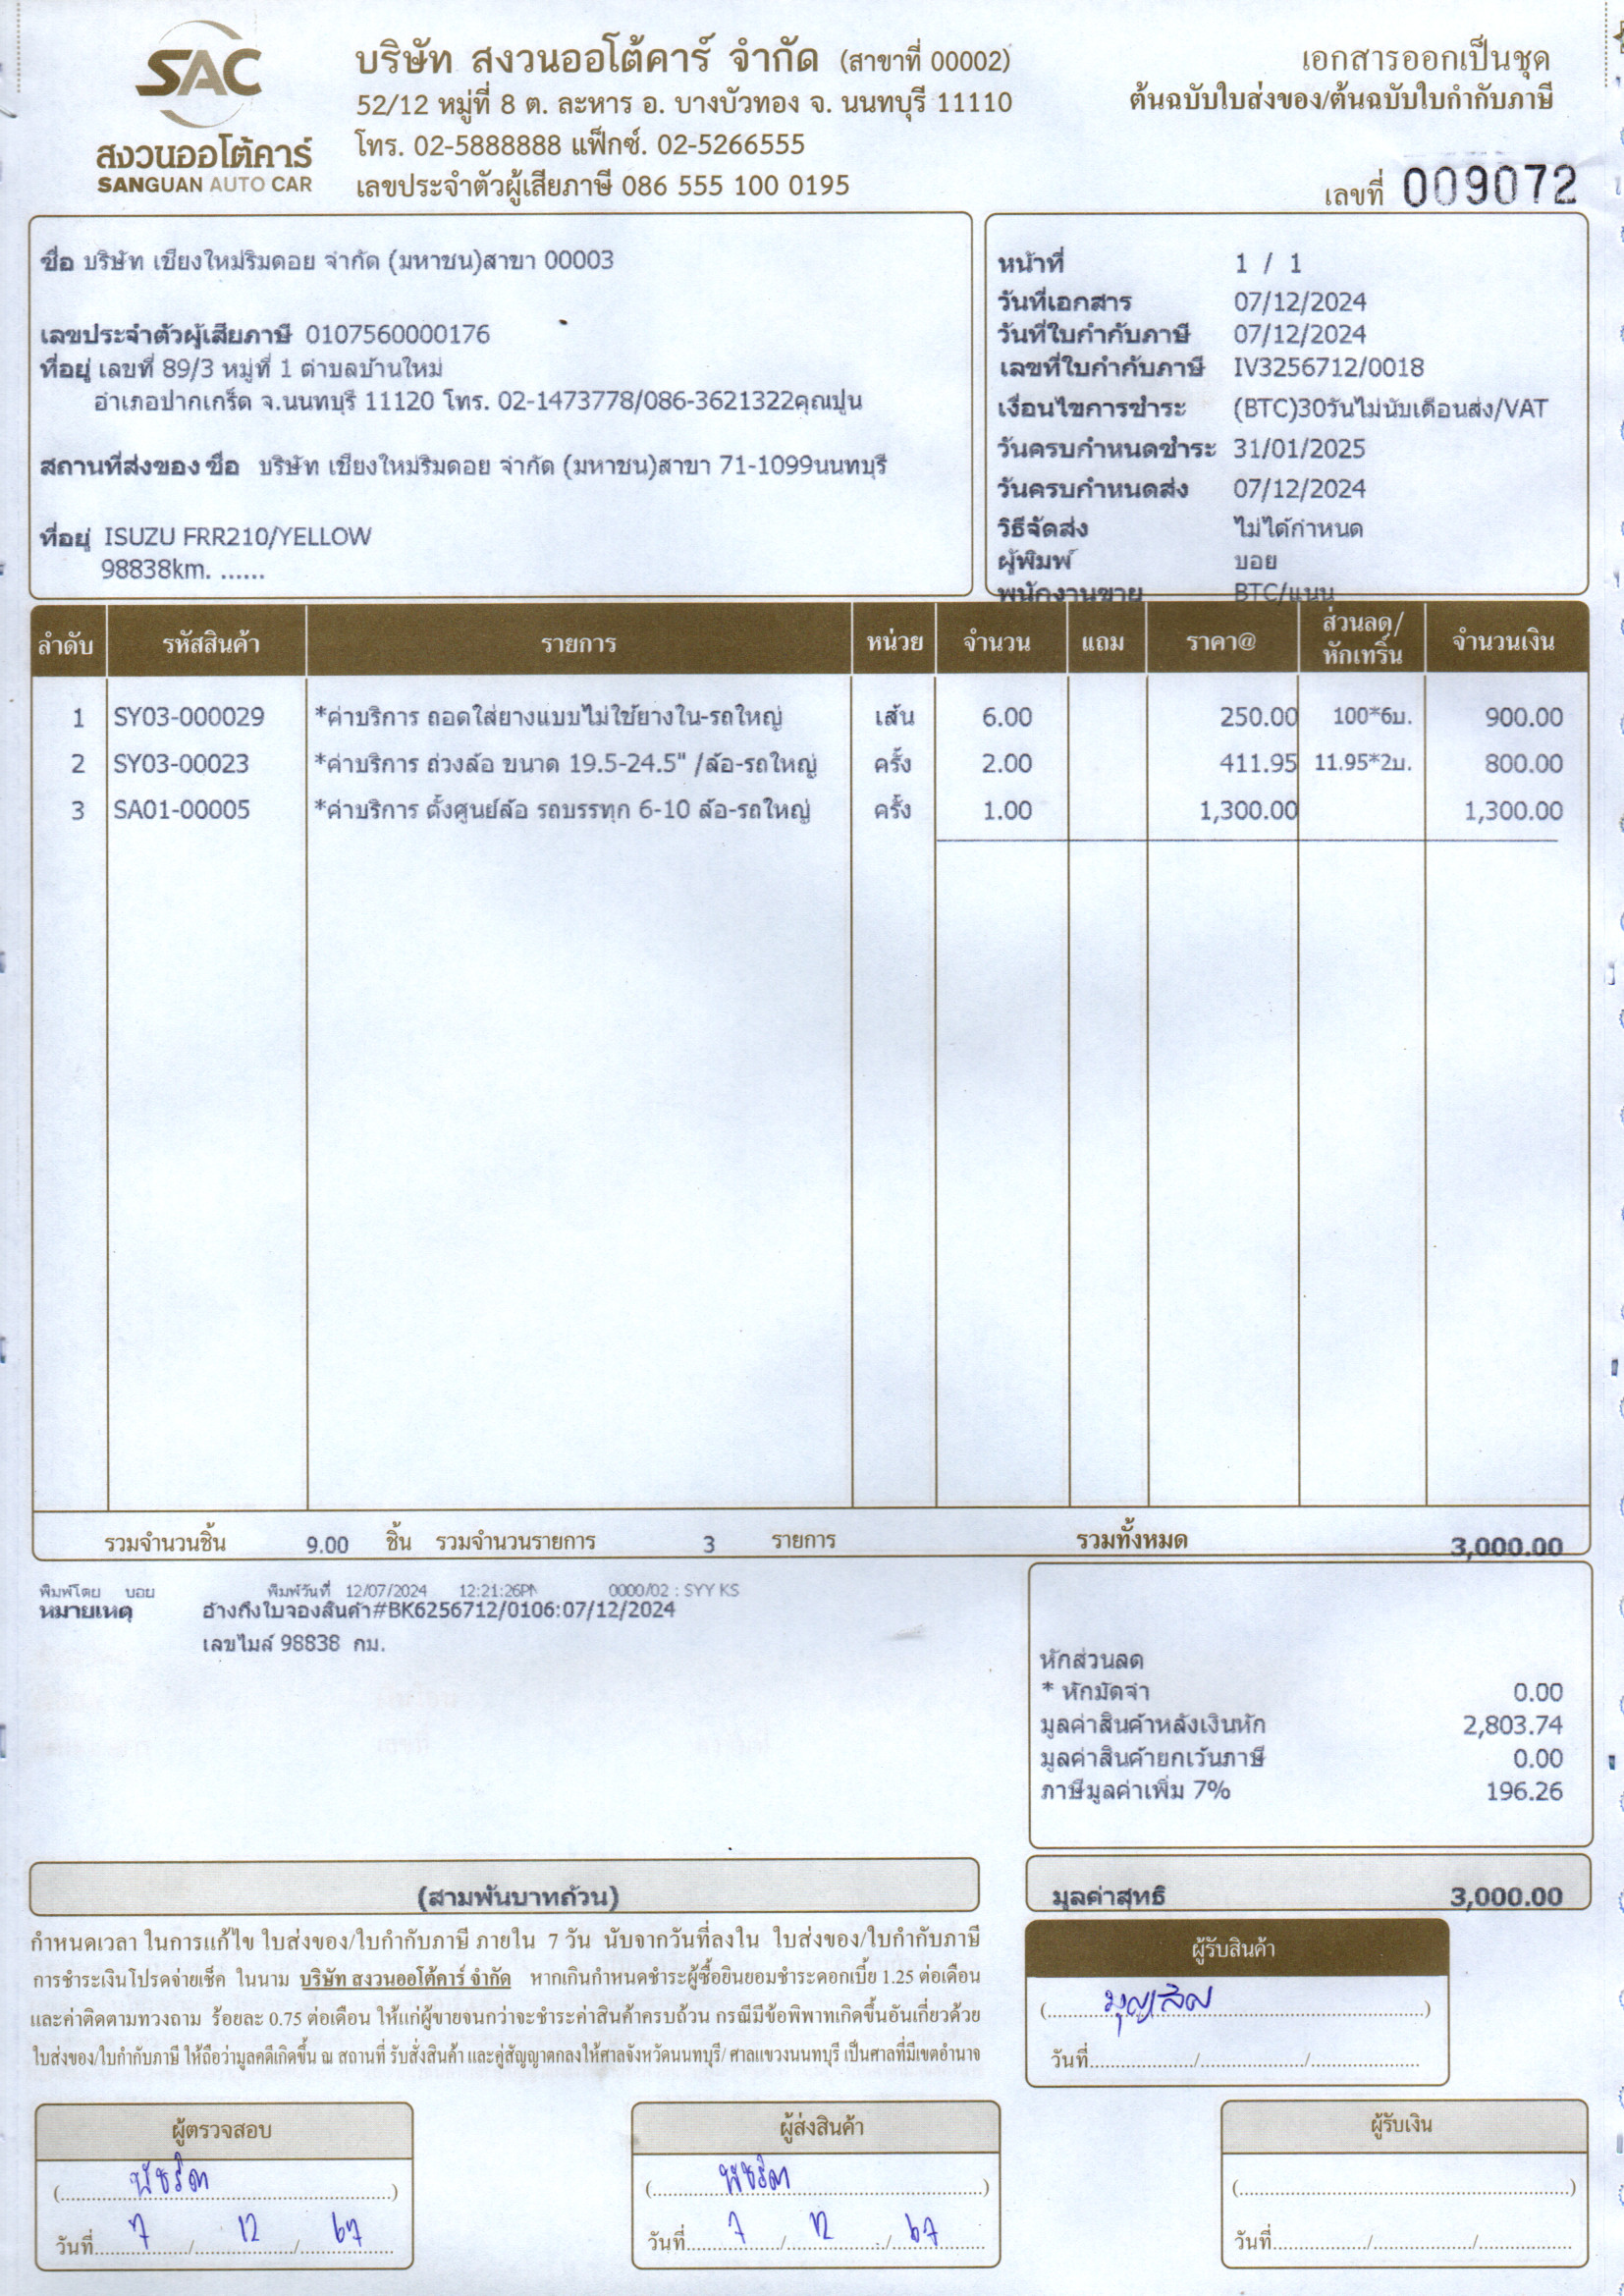 SAC
สงวนออโต้คาร์
SANGUAN AUTO CAR
บริษัท สงวนออโต้คาร์ จำกัด (สาขาที่ 00002)
52/12 หมู่ที่ 8 ต. ละหาร อ. บางบัวทอง จ. นนทบุรี 11110
โทร. 02-5888888 แฟ็กซ์. 02-5266555
เลขประจำตัวผู้เสียภาษี 086 555 100 0195
เอกสารออกเป็นชุด
ต้นฉบับใบส่งของ/ต้นฉบับใบกำกับภาษี
เลขที่ 009072
ชื่อ บริษัท เชียงใหม่ริมดอย จำกัด (มหาชน)สาขา 00003
เลขประจำตัวผู้เสียภาษี 0107560000176
ที่อยู่ เลขที่ 89/3 หมู่ที่ 1 ตำบลบ้านใหม่
อำเภอปากเกร็ด จ.นนทบุรี 11120 โทร. 02-1473778/086-3621322คุณปูน
สถานที่ส่งของ ชื่อ บริษัท เชียงใหม่ริมดอย จำกัด (มหาชน)สาขา 71-1099นนทบุรี
ที่อยู่ ISUZU FRR210/YELLOW
98838km. ......
หน้าที่ 1 / 1
วันที่เอกสาร 07/12/2024
วันที่ใบกำกับภาษี 07/12/2024
เลขที่ใบกำกับภาษี IV3256712/0018
เงื่อนไขการชำระ (BTC)30วันไม่นับเดือนส่ง/VAT
วันครบกำหนดชำระ 31/01/2025
วันครบกำหนดส่ง 07/12/2024
วิธีจัดส่ง ไม่ได้กำหนด
ผู้พิมพ์ บอย
พนักงานขาย BTC/แนน
ลำดับ รหัสสินค้า รายการ หน่วย จำนวน แถม ราคา@ ส่วนลด/หักเทริ์น จำนวนเงิน
1 SY03-000029 *ค่าบริการ ถอดใส่ยางแบบไม่ใช้ยางใน-รถใหญ่ เส้น 6.00 250.00 100*6บ. 900.00
2 SY03-00023 *ค่าบริการ ถ่วงล้อ ขนาด 19.5-24.5" /ล้อ-รถใหญ่ ครั้ง 2.00 411.95 11.95*2บ. 800.00
3 SA01-00005 *ค่าบริการ ตั้งศูนย์ล้อ รถบรรทุก 6-10 ล้อ-รถใหญ่ ครั้ง 1.00 1,300.00 1,300.00
รวมจำนวนชิ้น 9.00 ชิ้น รวมจำนวนรายการ 3 รายการ รวมทั้งหมด 3,000.00
พิมพ์โดย บอย พิมพ์วันที่ 12/07/2024 12:21:26PM 0000/02 : SYY KS
หมายเหตุ อ้างถึงใบจองสินค้า#BK6256712/0106:07/12/2024
เลขไมล์ 98838 กม.
หักส่วนลด
* หักมัดจำ 0.00
มูลค่าสินค้าหลังเงินหัก 2,803.74
มูลค่าสินค้ายกเว้นภาษี 0.00
ภาษีมูลค่าเพิ่ม 7% 196.26
(สามพันบาทถ้วน)
มูลค่าสุทธิ 3,000.00
กำหนดเวลา ในการแก้ไข ใบส่งของ/ใบกำกับภาษี ภายใน 7 วัน นับจากวันที่ลงใน ใบส่งของ/ใบกำกับภาษี
การชำระเงินโปรดจ่ายเช็ค ในนาม บริษัท สงวนออโต้คาร์ จำกัด หากเกินกำหนดชำระผู้ซื้อยินยอมชำระดอกเบี้ย 1.25 ต่อเดือน
และค่าติดตามทวงถาม ร้อยละ 0.75 ต่อเดือน ให้แก่ผู้ขายจนกว่าจะชำระค่าสินค้าครบถ้วน กรณีมีข้อพิพาทเกิดขึ้นอันเกี่ยวด้วย
ใบส่งของ/ใบกำกับภาษี ให้ถือว่ามูลคดีเกิดขึ้น ณ สถานที่ รับสั่งสินค้า และคู่สัญญาตกลงให้ศาลจังหวัดนนทบุรี/ ศาลแขวงนนทบุรี เป็นศาลที่มีเขตอำนาจ
ผู้รับสินค้า
วันที่............/............/............
ผู้ตรวจสอบ
(พัชรีดา)
วันที่ 7 / 12 / 67
ผู้ส่งสินค้า
(พัชรีดา)
วันที่ 7 / 12 / 67
ผู้รับเงิน
(............)
วันที่............/............/............